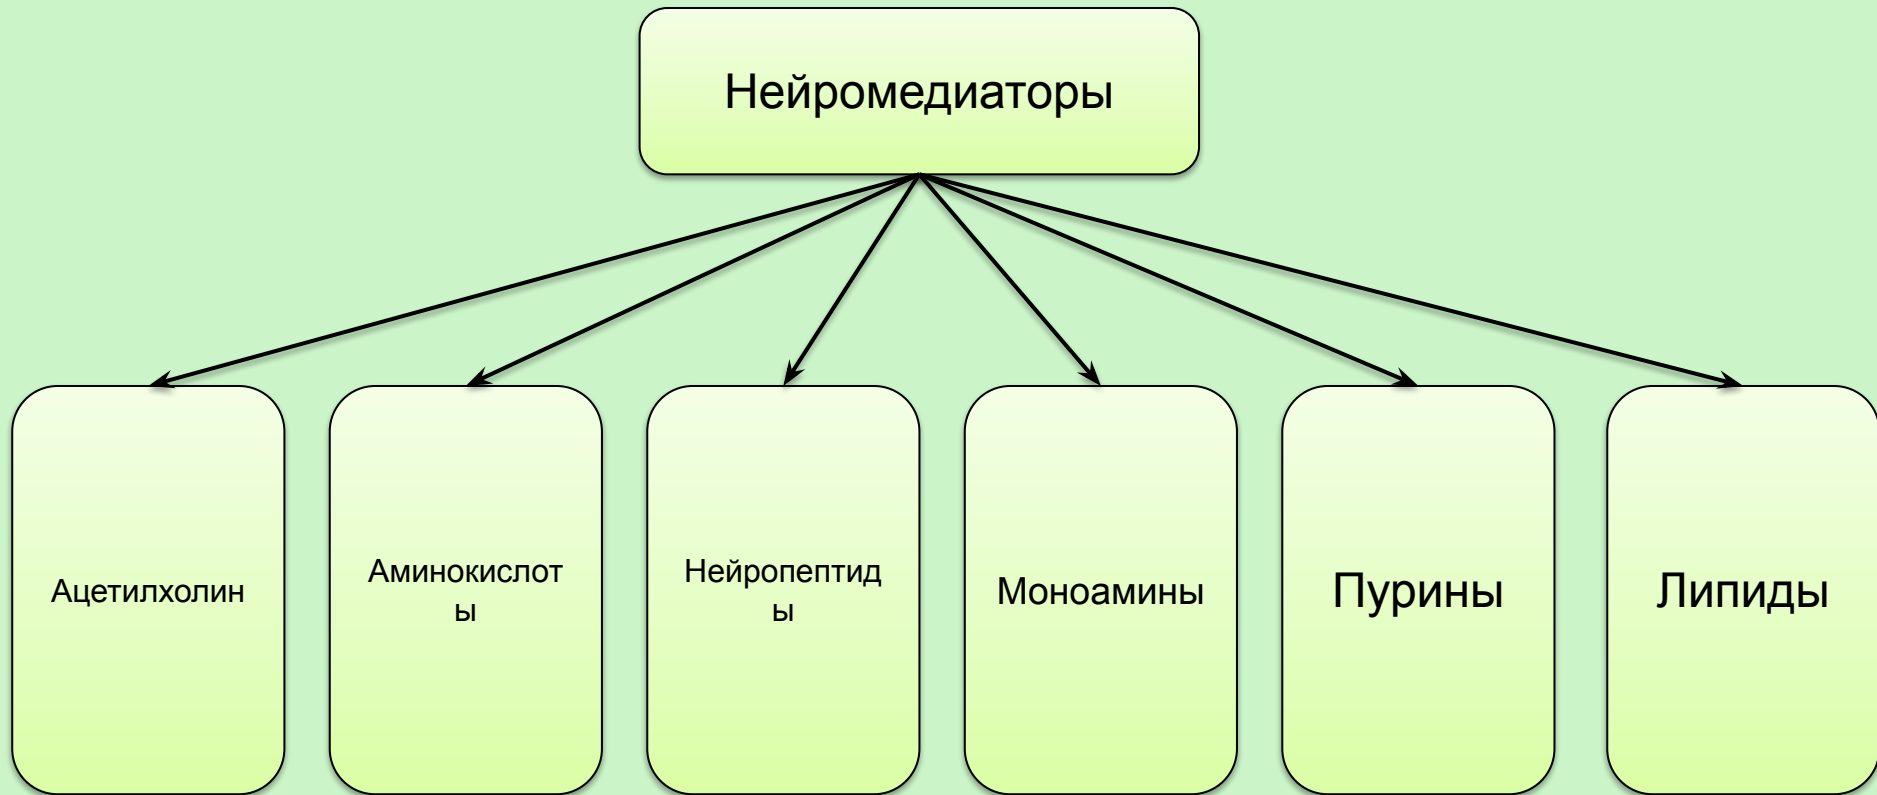 Нейромедиаторы
Ацетилхолин
Аминокислот
ы
Нейропептид
ы
Моноамины
Пурины
Липиды